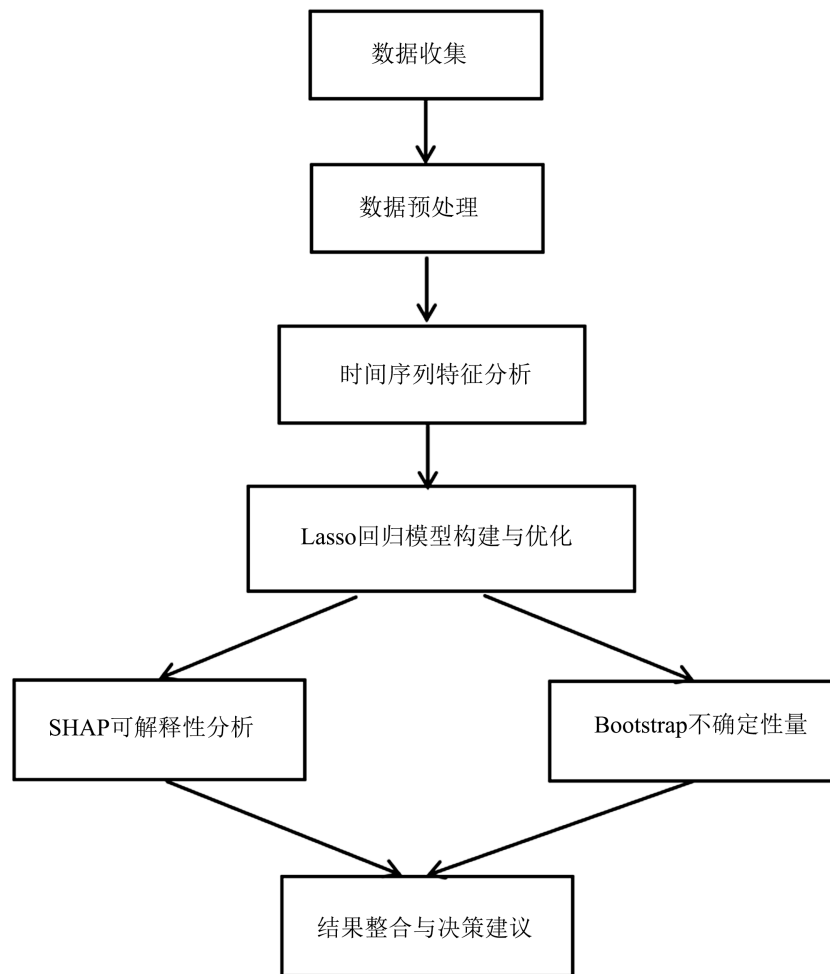 数据收集
数据预处理
时间序列特征分析
Lasso回归模型构建与优化
SHAP可解释性分析
Bootstrap不确定性量
结果整合与决策建议